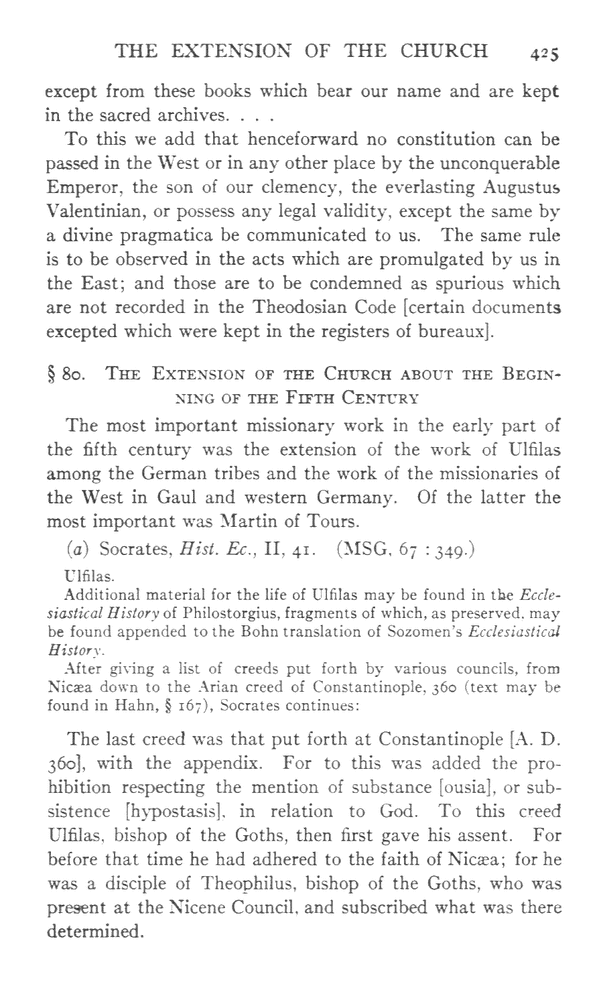 THE EXTENSION OF THE CHURCH 425
except from these books which bear our name and are kept
in the sacred archives. . . .
To this we add that henceforward no constitution can be
passed in the West or in any other place by the unconquerable
Emperor, the son of our clemency, the everlasting Augustus
Valentinian, or possess any legal validity, except the same by
a divine pragmatica be communicated to us. The same rule
is to be observed in the acts which are promulgated by us in
the East; and those are to be condemned as spurious which
are not recorded in the Theodosian Code [certain documents
excepted which were kept in the registers of bureaux].
§ 80. The Extension of the Church about the Begin-
ning of the Fifth Century
The most important missionary work in the early part of
the fifth century was the extension of the work of Ulfilas
among the German tribes and the work of the missionaries of
the West in Gaul and western Germany. Of the latter the
most important was Martin of Tours.
(a) Socrates, Hist. Ec., II, 41. (MSG, 67 : 349.)
Ulfilas.
Additional material for the life of Ulfilas may be found in the Eccle-
siastical History of Philostorgius, fragments of which, as preserved, may
be found appended to the Bohn translation of Sozomen's Ecclesiastical
History.
After giving a list of creeds put forth by various councils, from
Nicæa down to the Arian creed of Constantinople, 360 (text may be
found in Hahn, § 167), Socrates continues:
The last creed was that put forth at Constantinople [A. D.
360], with the appendix. For to this was added the pro-
hibition respecting the mention of substance [ousia], or sub-
sistence [hypostasis], in relation to God. To this creed
Ulfilas, bishop of the Goths, then first gave his assent. For
before that time he had adhered to the faith of Nicæa; for he
was a disciple of Theophilus, bishop of the Goths, who was
present at the Nicene Council, and subscribed what was there
determined.